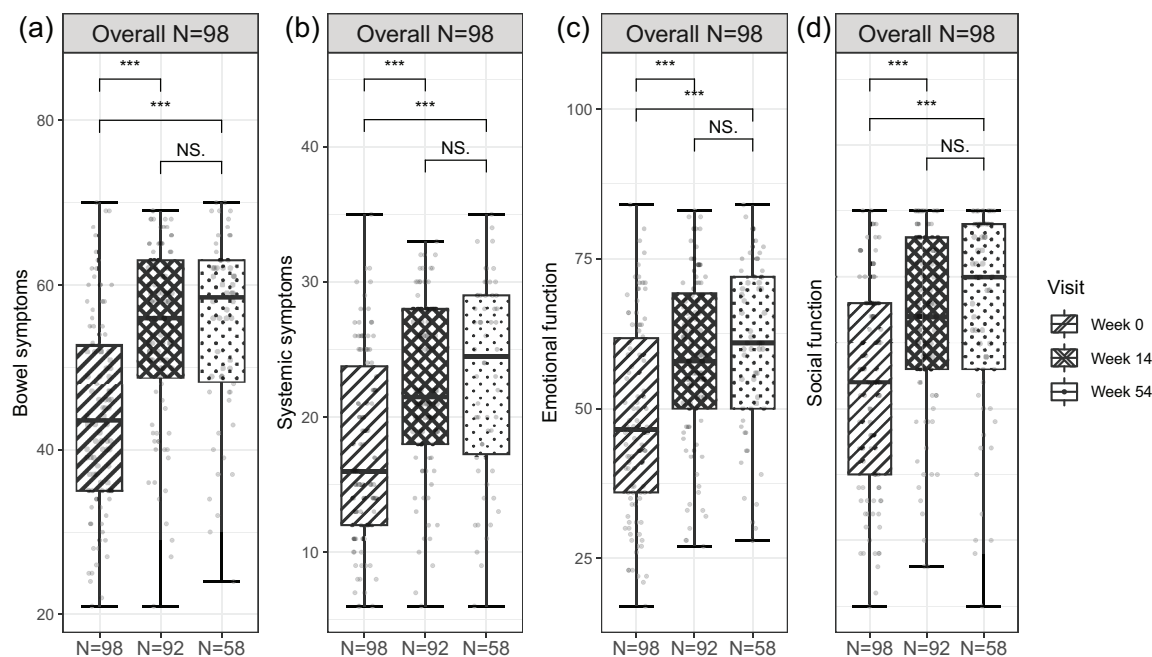 (a)
Overall N=98
Bowel symptoms
80
60
40
20
***
***
NS.
N=98 N=92 N=58
(b)
Overall N=98
Systemic symptoms
40
30
20
10
***
***
NS.
N=98 N=92 N=58
(c)
Overall N=98
Emotional function
100
75
50
25
***
***
NS.
N=98 N=92 N=58
(d)
Overall N=98
Social function
***
***
NS.
N=98 N=92 N=58
Visit
Week 0
Week 14
Week 54